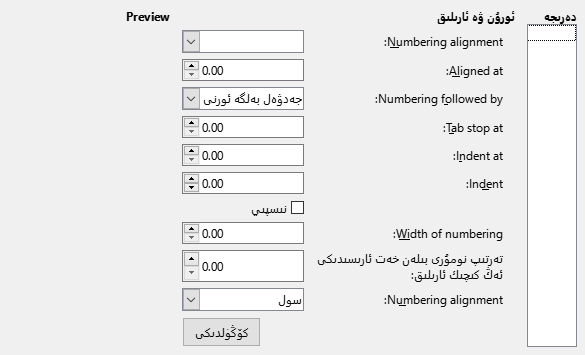 دەرىجە
ئورۇن ۋە ئارىلىق
Preview
Numbering alignment:
Aligned at:
0.00
Numbering followed by:
جەدۋەل بەلگە ئورنى
Tab stop at:
0.00
Indent at:
0.00
Indent:
0.00
نىسپىي
Width of numbering:
0.00
تەرتىپ نومۇرى بىلەن خەت ئارىسىدىكى
ئەڭ كىچىك ئارىلىق:
0.00
Numbering alignment:
سول
كۆڭۈلدىكى